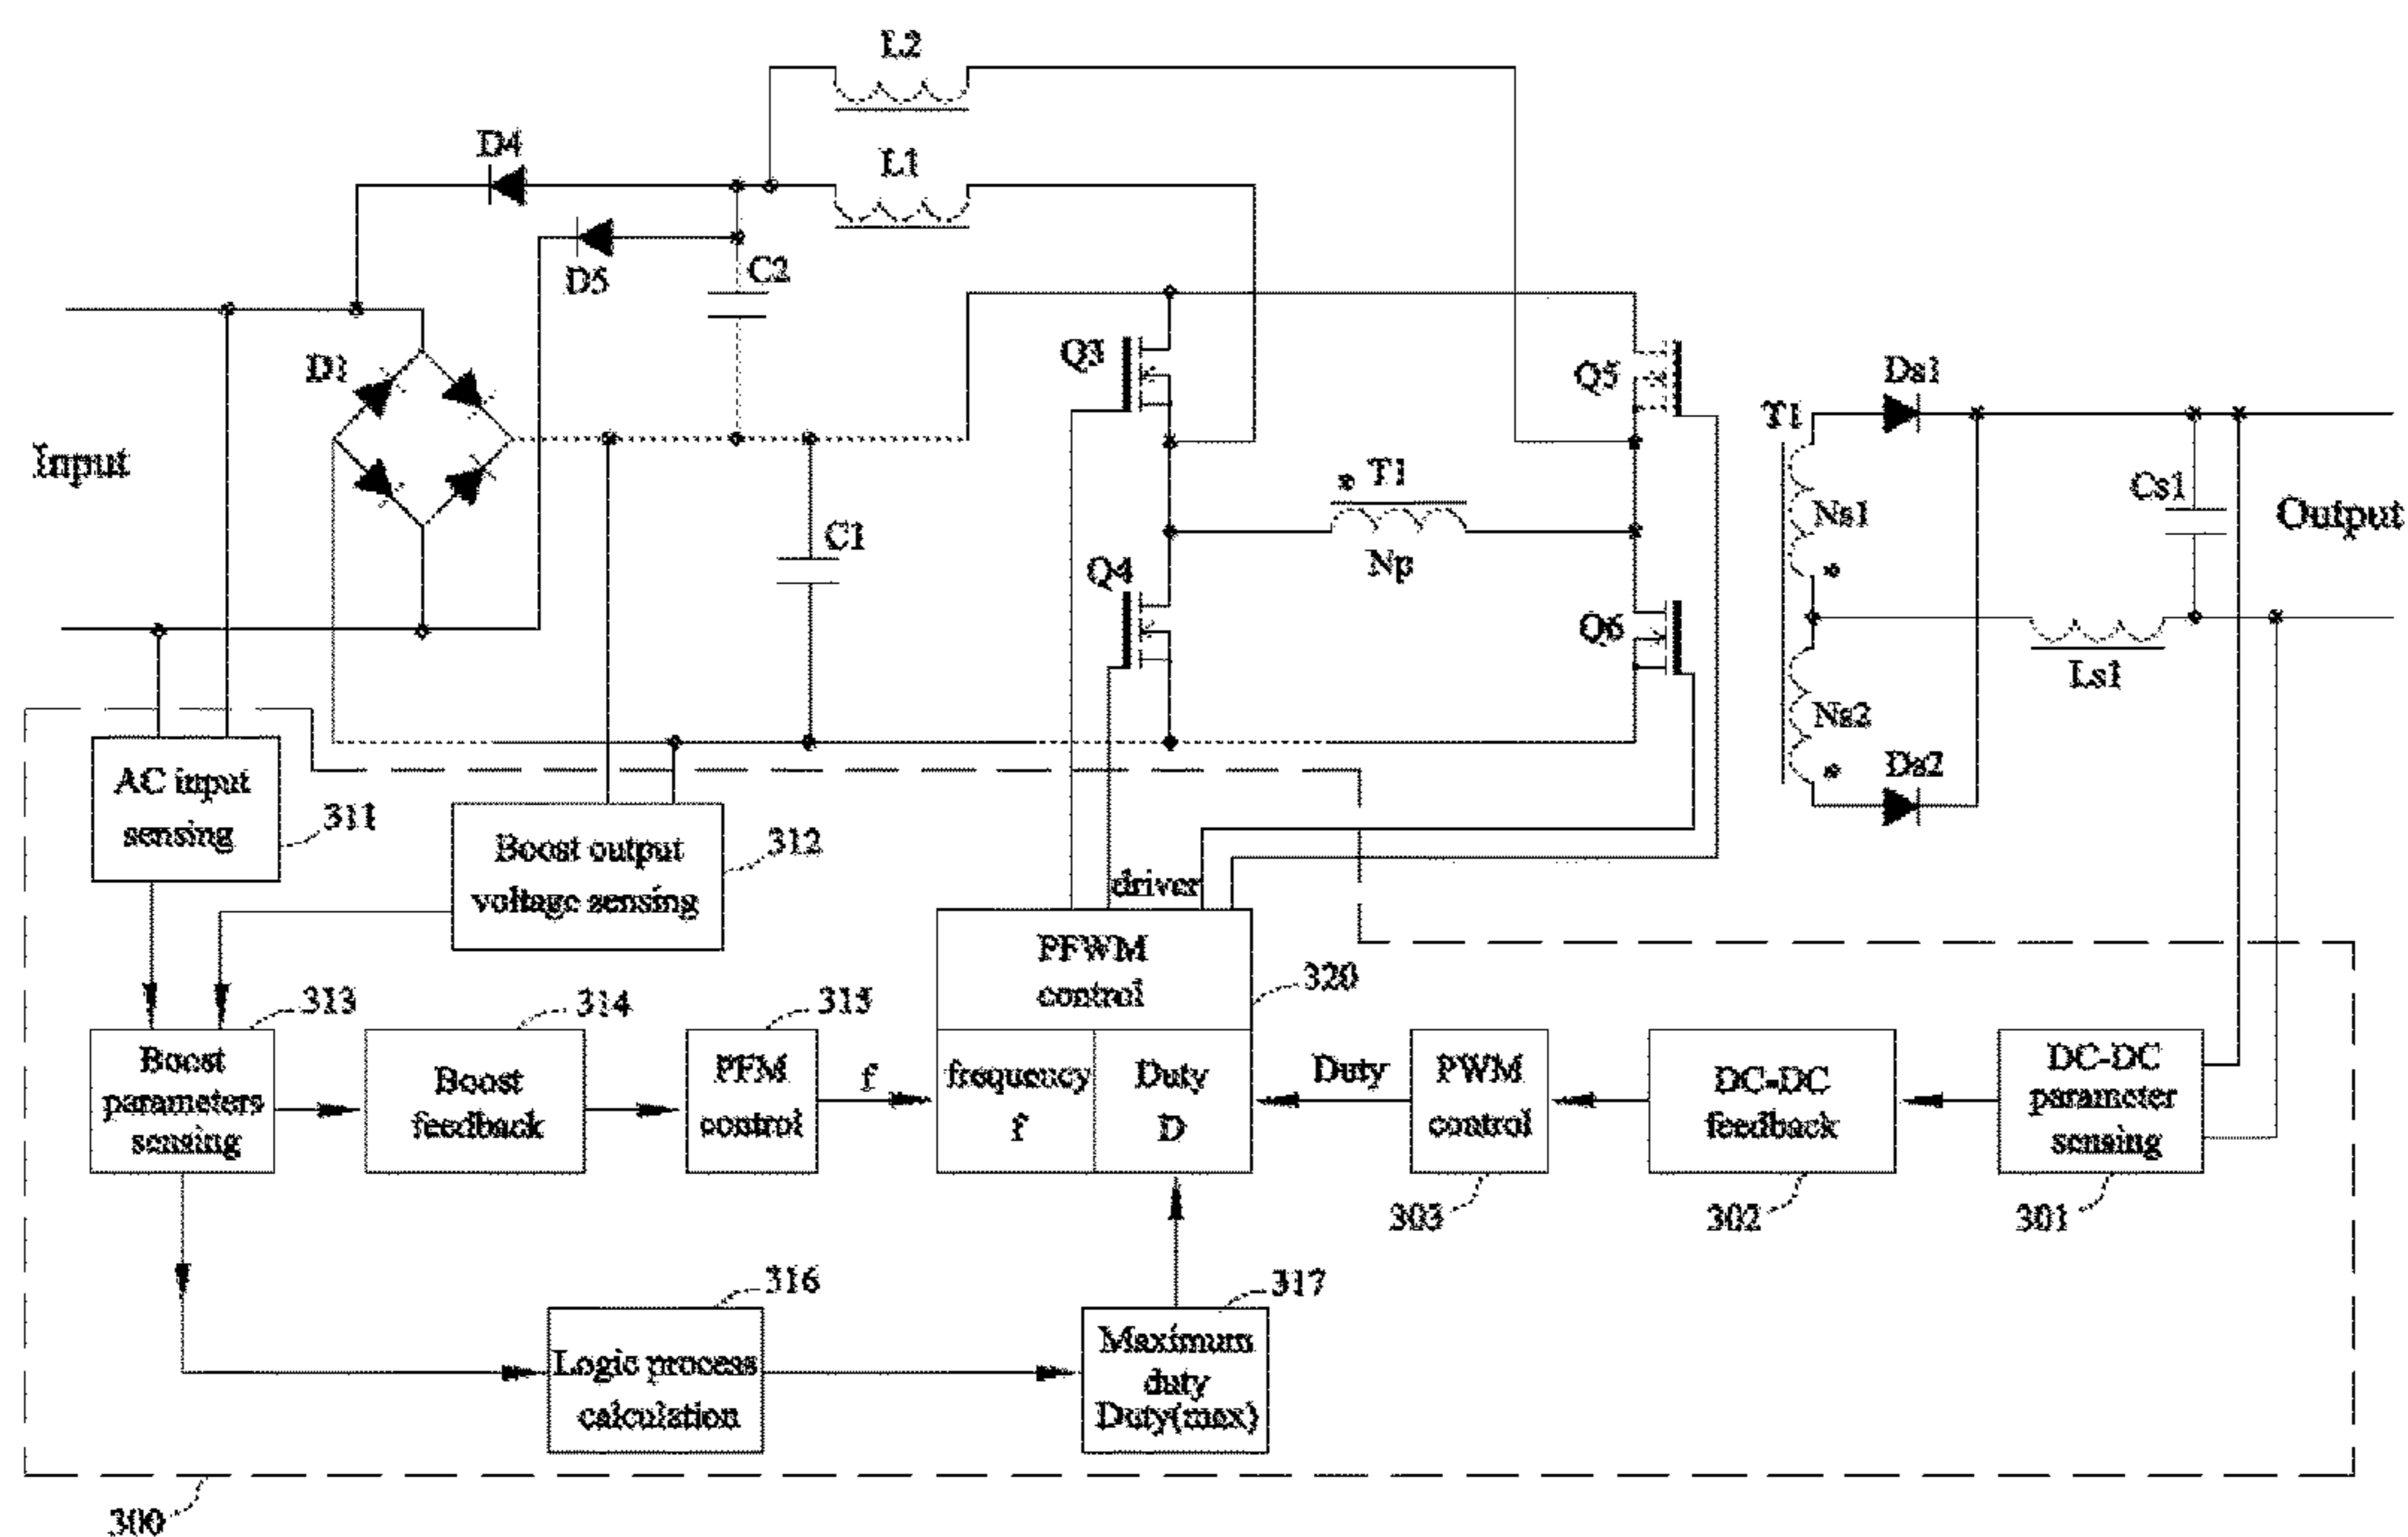 L2
D4
L1
D5
C2
D1
Q3
Q5
Ds1
T1
Input
T1
Ns1
Cs1
Output
C1
Np
Q4
Q6
Ls1
Ns2
Ds2
AC input
sensing
311
Boost output
voltage sensing
312
driver
PFWM
control
320
313
314
315
Boost
parameters
sensing
Boost
feedback
PFM
control
f
frequency
f
Duty
D
Duty
PWM
control
DC-DC
feedback
DC-DC
parameter
sensing
303
302
301
316
317
Logic process
calculation
Maximum
duty
Duty(max)
300